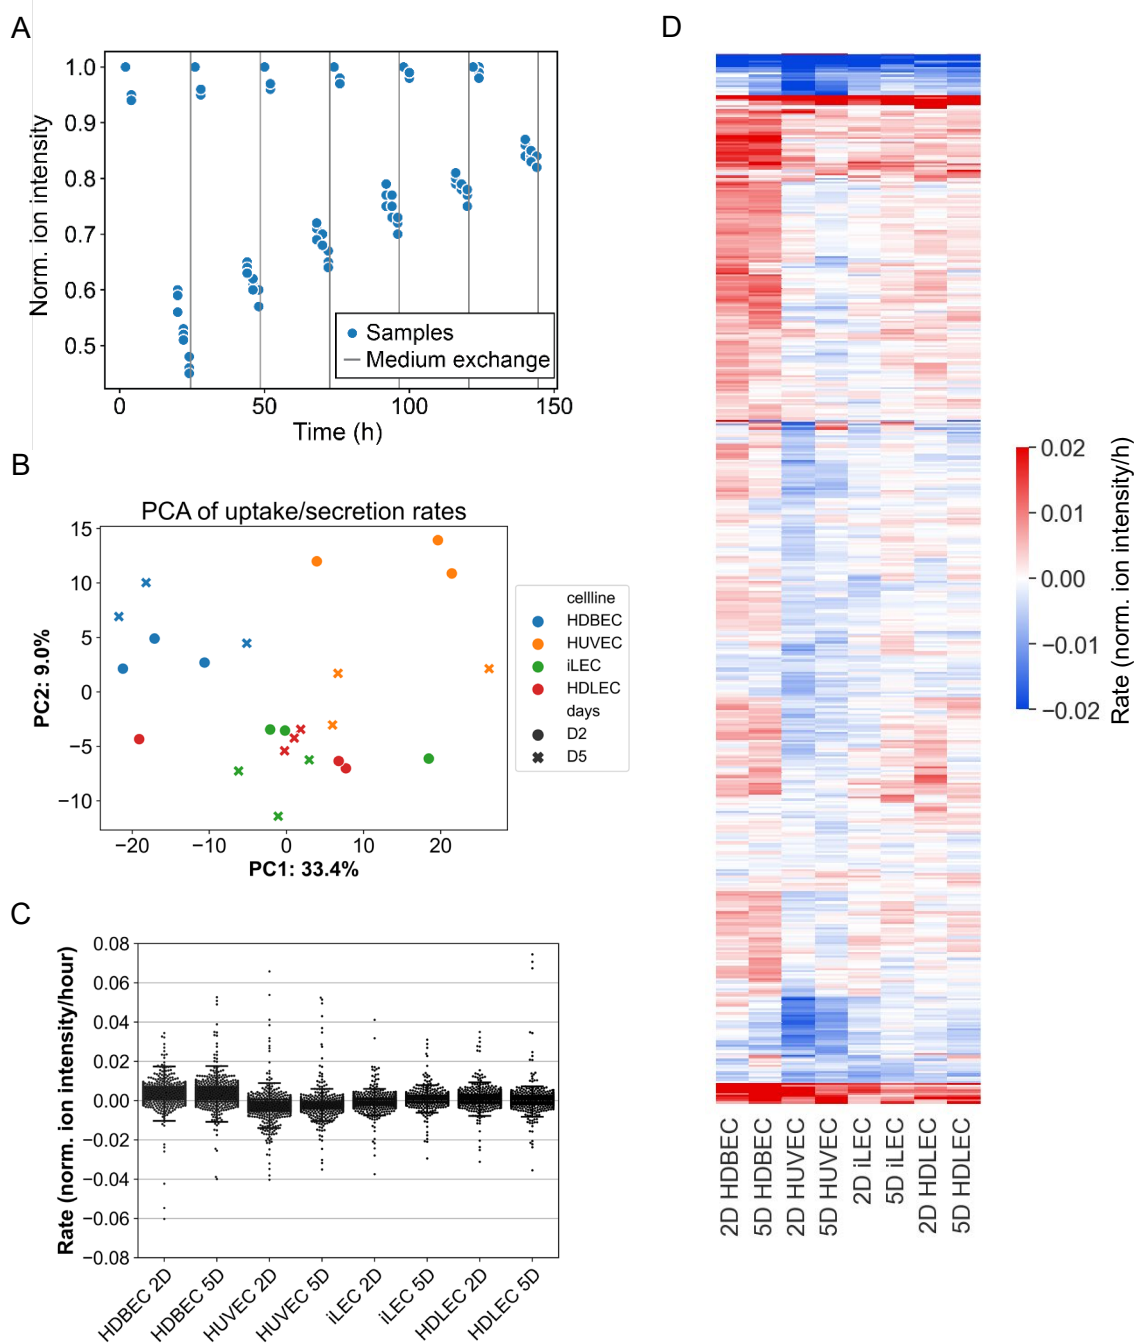 A
Norm. ion intensity
1.0
0.9
0.8
0.7
0.6
0.5
Samples
Medium exchange
0
50
100
150
Time (h)
B
PCA of uptake/secretion rates
PC2: 9.0%
15
10
5
0
−5
−10
−20
−10
0
10
20
PC1: 33.4%
cellline
HDBEC
HUVEC
iLEC
HDLEC
days
D2
D5
C
Rate (norm. ion intensity/hour)
0.08
0.06
0.04
0.02
0.00
−0.02
−0.04
−0.06
−0.08
HDBEC 2D
HDBEC 5D
HUVEC 2D
HUVEC 5D
iLEC 2D
iLEC 5D
HDLEC 2D
HDLEC 5D
D
0.02
0.01
0.00
−0.01
−0.02
Rate (norm. ion intensity/h)
2D HDBEC
5D HDBEC
2D HUVEC
5D HUVEC
2D iLEC
5D iLEC
2D HDLEC
5D HDLEC